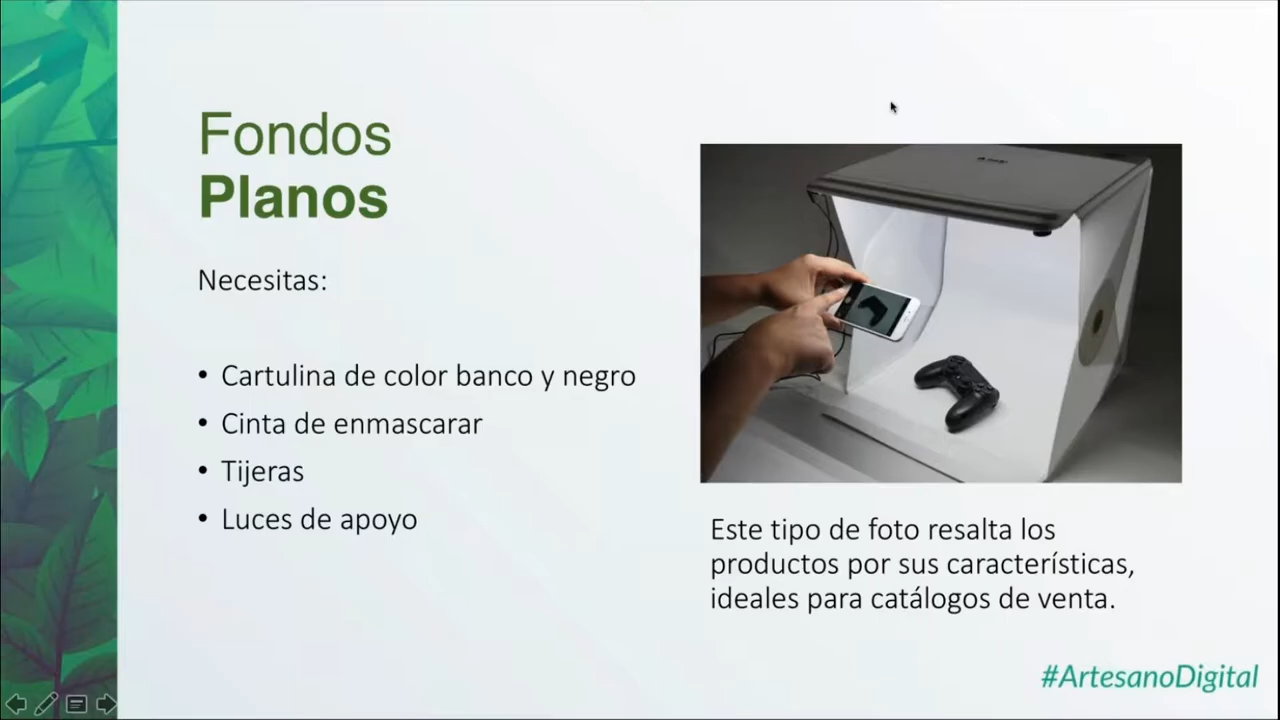 Fondos
Planos
Necesitas:
• Cartulina de color banco y negro
• Cinta de enmascarar
• Tijeras
• Luces de apoyo
Este tipo de foto resalta los
productos por sus características,
ideales para catálogos de venta.
#ArtesanoDigital